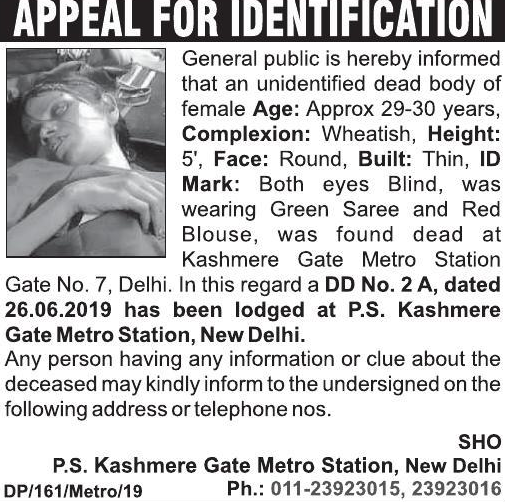 APPEAL FOR IDENTIFICATION
General public is hereby informed
that an unidentified dead body of
female Age: Approx 29-30 years,
Complexion: Wheatish, Height:
5', Face: Round, Built: Thin, ID
Mark: Both eyes Blind, was
wearing Green Saree and Red
Blouse, was found dead at
Kashmere Gate Metro Station
Gate No. 7, Delhi. In this regard a DD No. 2 A, dated
26.06.2019 has been lodged at P.S. Kashmere
Gate Metro Station, New Delhi.
Any person having any information or clue about the
deceased may kindly inform to the undersigned on the
following address or telephone nos.
SHO
P.S. Kashmere Gate Metro Station, New Delhi
DP/161/Metro/19 Ph.: 011-23923015, 23923016